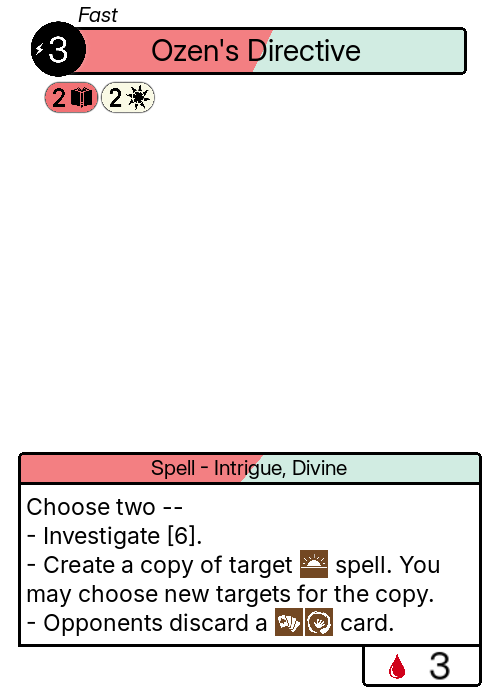 Fast
3
Ozen's Directive
2 2
Spell - Intrigue, Divine
Choose two --
- Investigate [6].
- Create a copy of target spell. You
may choose new targets for the copy.
- Opponents discard a card.
3